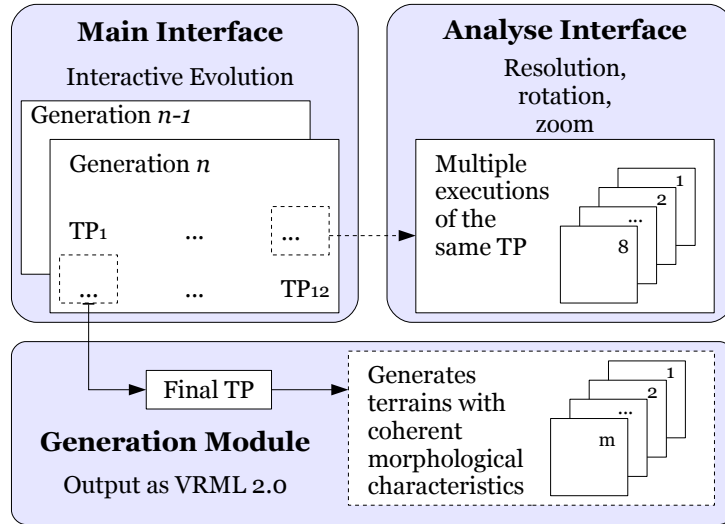 Main Interface
Interactive Evolution
Generation n-1
Generation n
TP1 ... ...
... ... TP12
Analyse Interface
Resolution,
rotation,
zoom
Multiple
executions
of the
same TP
1
2
...
8
Final TP
Generation Module
Output as VRML 2.0
Generates
terrains with
coherent
morphological
characteristics
1
2
...
m